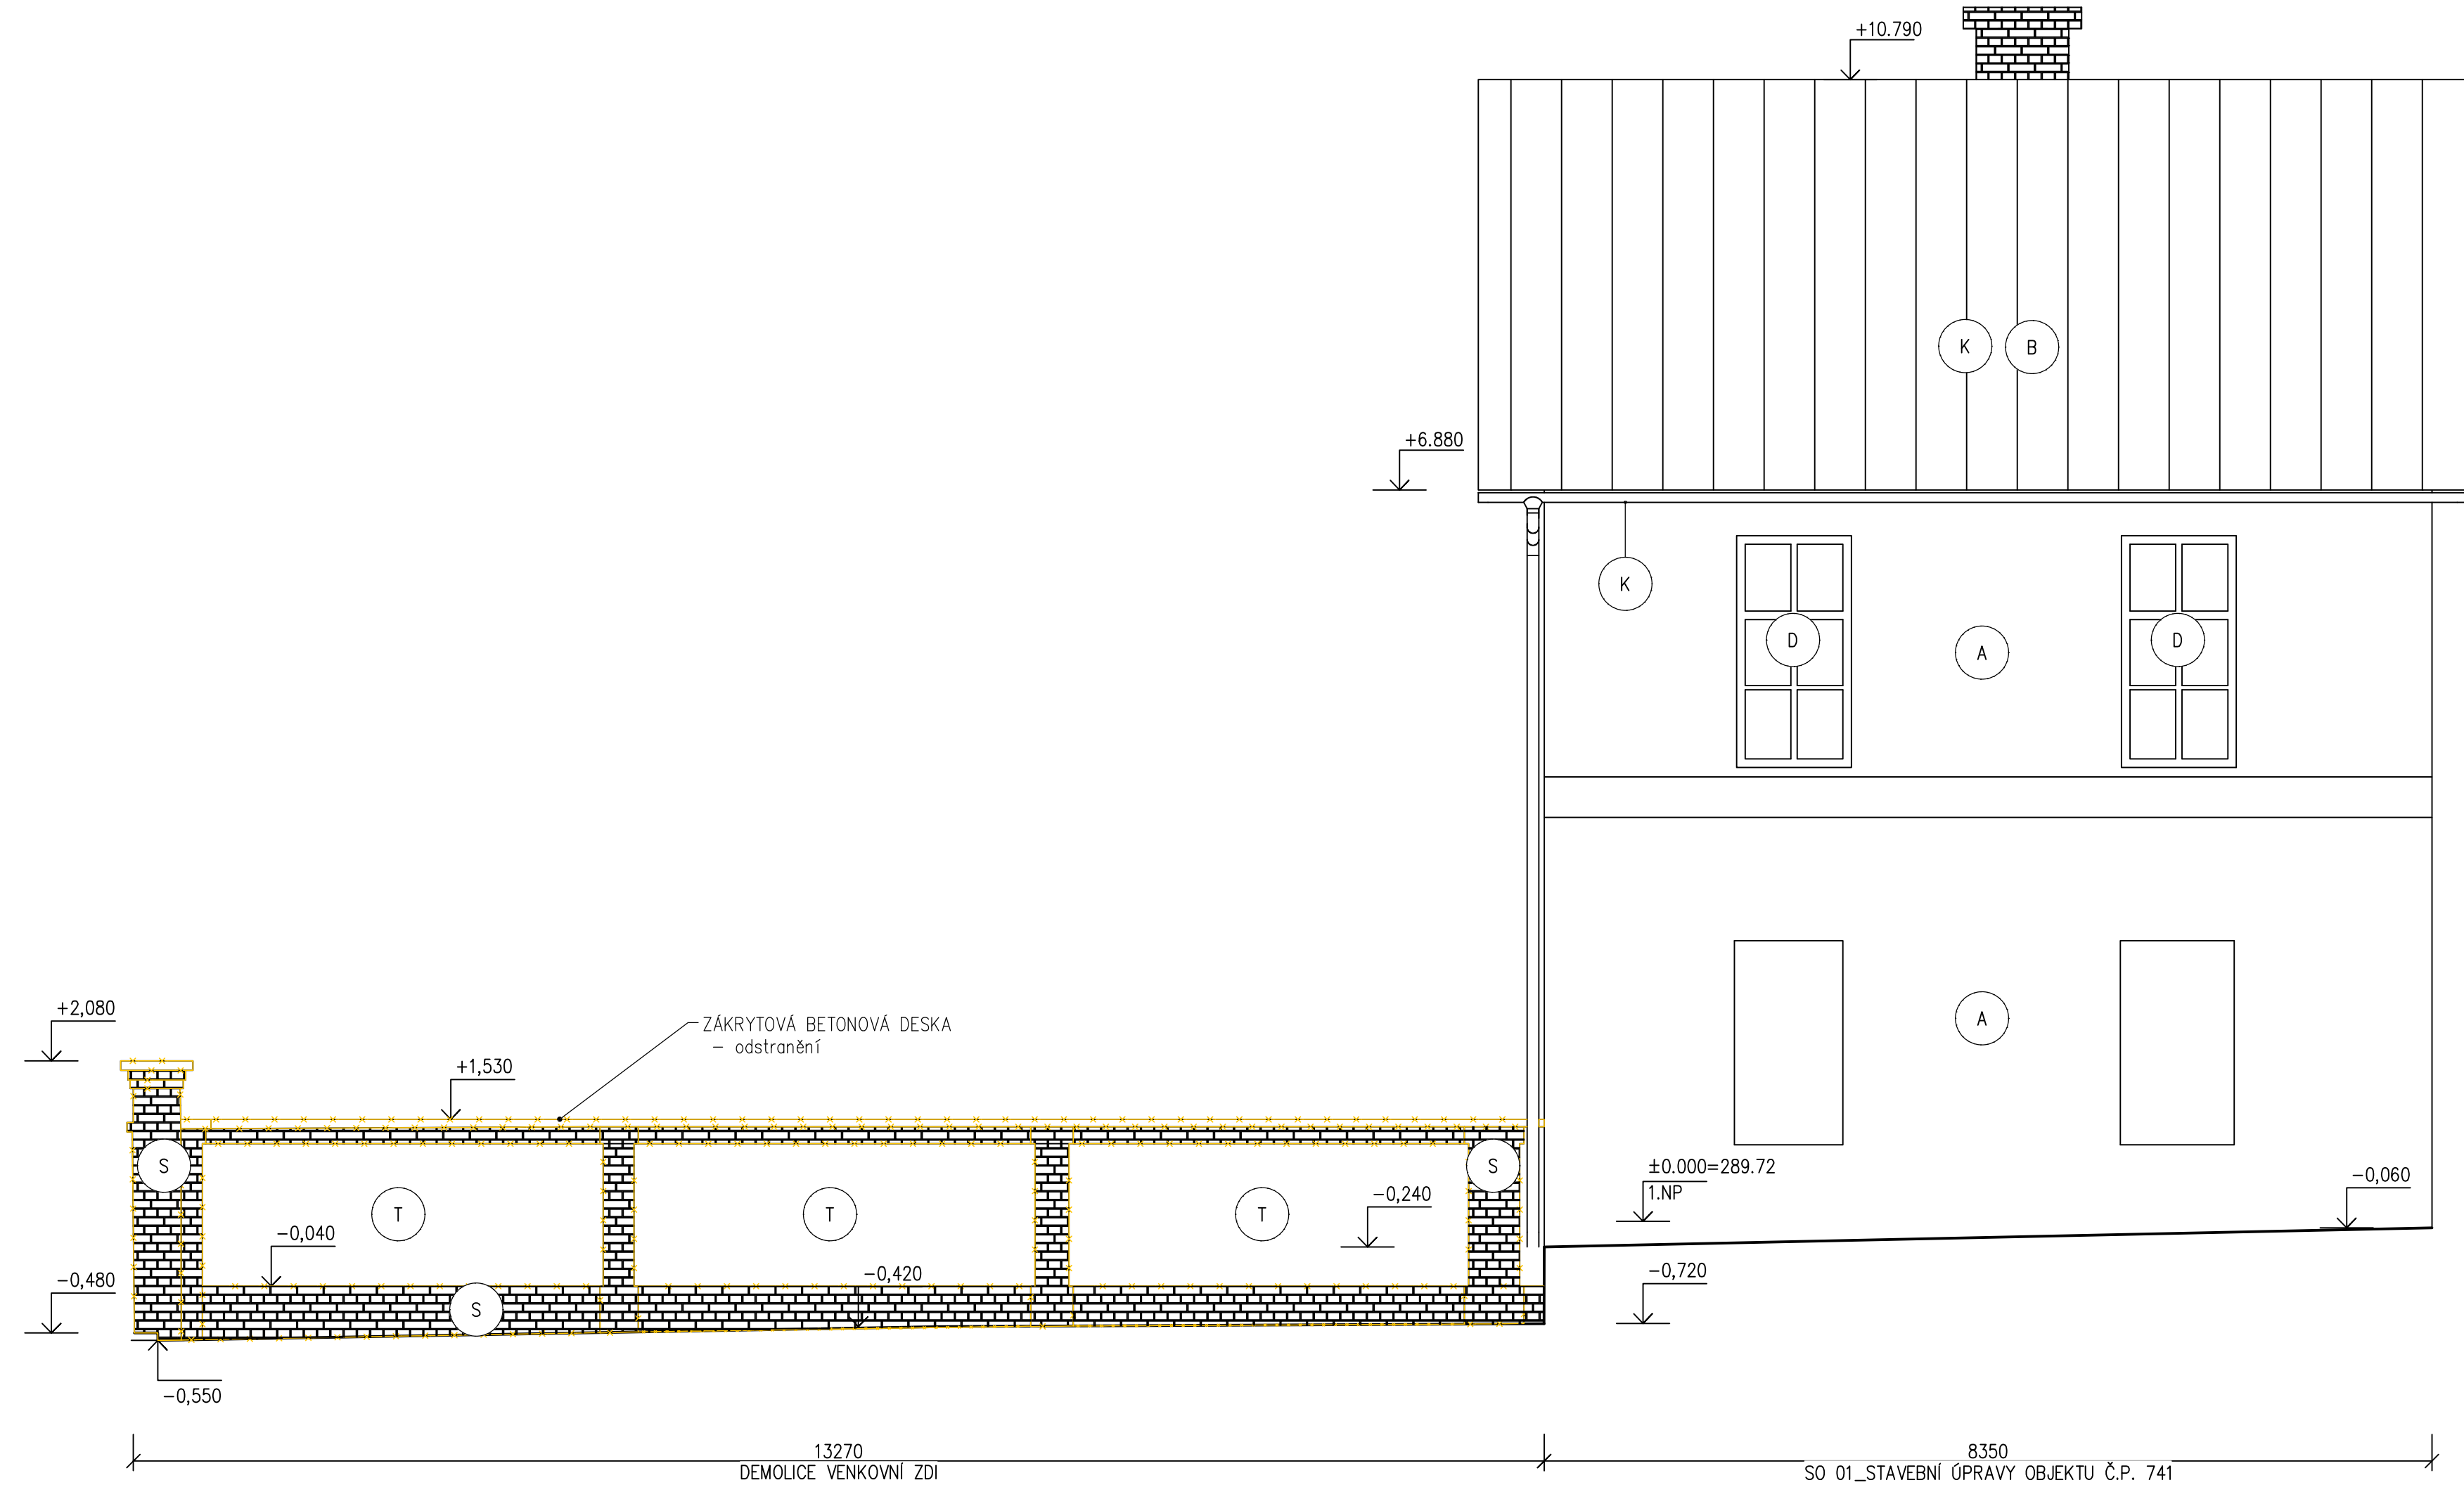 +10.790
K
B
+6.880
K
D
D
A
A
+2,080
ZÁKRYTOVÁ BETONOVÁ DESKA
- odstranění
+1,530
S
S
±0.000=289.72
1.NP
-0,060
-0,240
T
T
T
-0,040
-0,420
-0,480
-0,720
S
-0,550
13270
DEMOLICE VENKOVNÍ ZDI
8350
SO 01_STAVEBNÍ ÚPRAVY OBJEKTU Č.P. 741